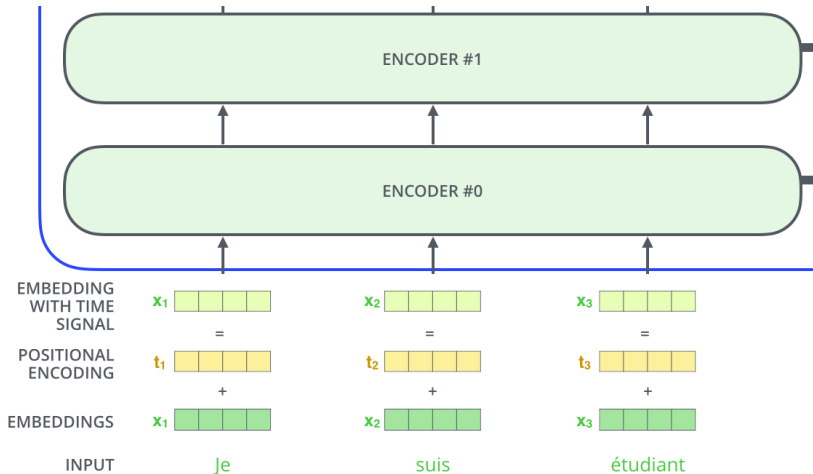 ENCODER #1
ENCODER #0
EMBEDDING
WITH TIME
SIGNAL
x₁ x₂ x₃
= = =
POSITIONAL
ENCODING
t₁ t₂ t₃
+ + +
EMBEDDINGS x₁ x₂ x₃
INPUT Je suis étudiant